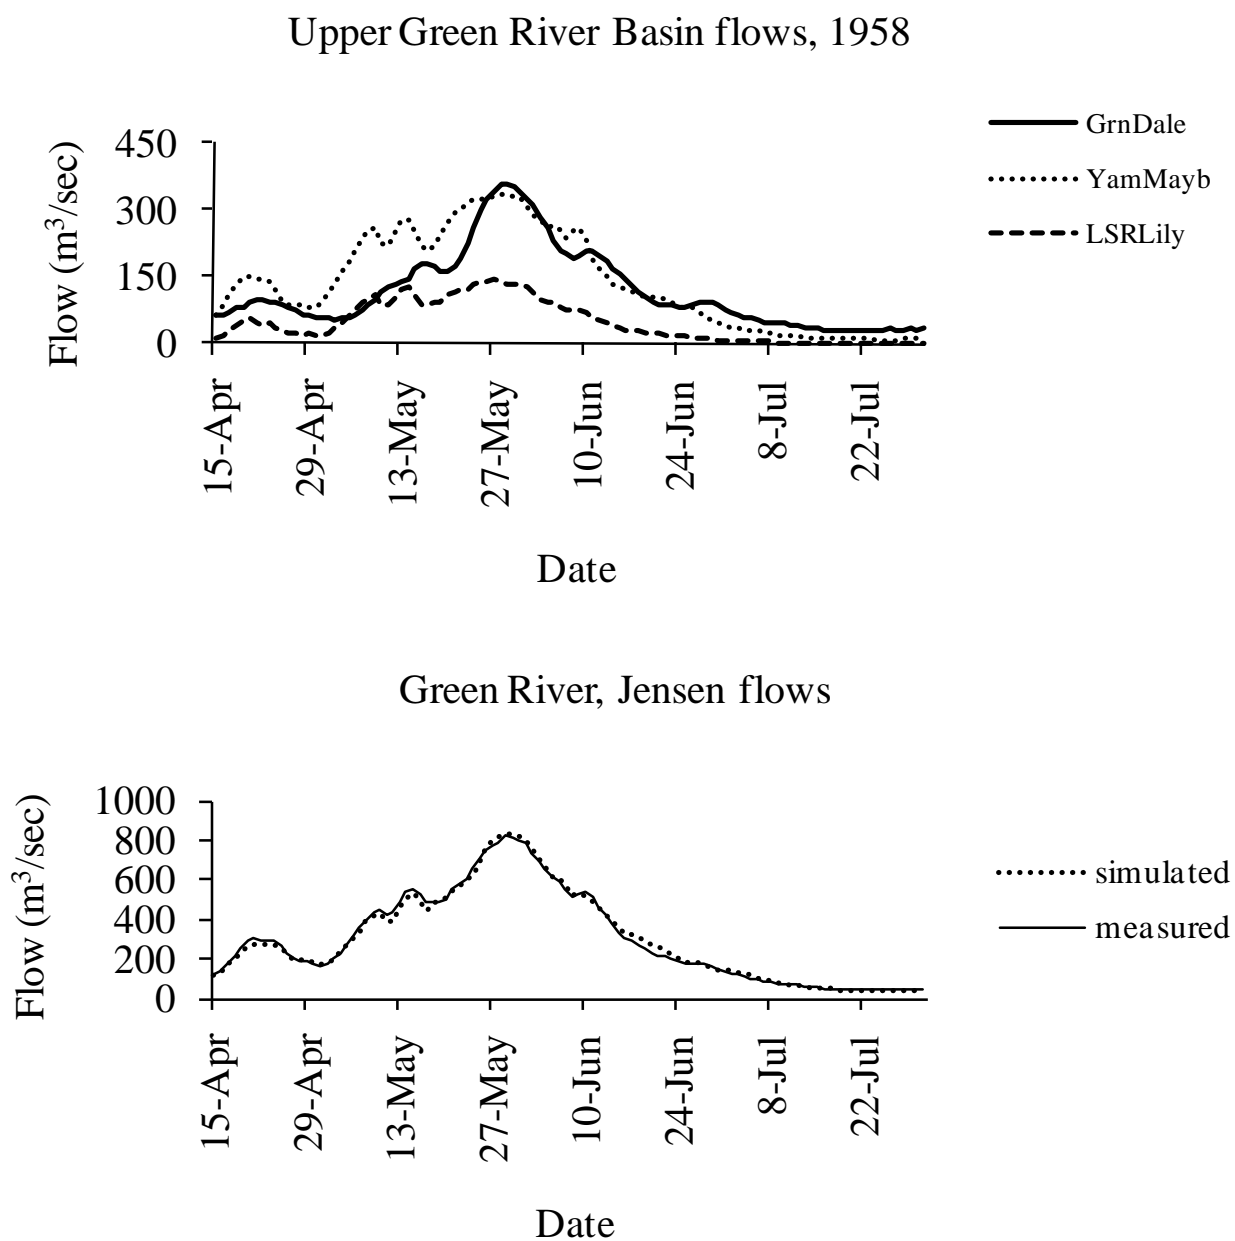 Upper Green River Basin flows, 1958
Flow (m³/sec)
450
300
150
0
15-Apr
29-Apr
13-May
27-May
10-Jun
24-Jun
8-Jul
22-Jul
Date
GrnDale
YamMayb
LSRLily
Green River, Jensen flows
Flow (m³/sec)
1000
800
600
400
200
0
15-Apr
29-Apr
13-May
27-May
10-Jun
24-Jun
8-Jul
22-Jul
Date
simulated
measured